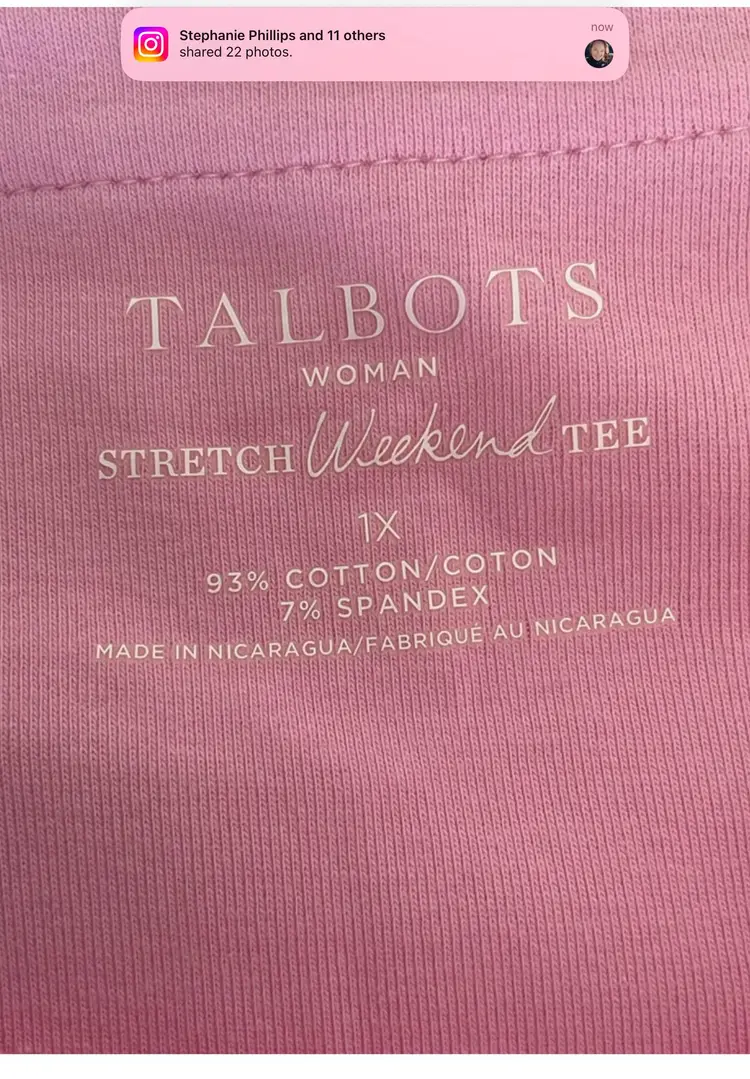 Stephanie Phillips and 11 others
now
shared 22 photos.
TALBOTS
WOMAN
STRETCH Weekend TEE
1X
93% COTTON/COTON
7% SPANDEX
MADE IN NICARAGUA/FABRIQUÉ AU NICARAGUA